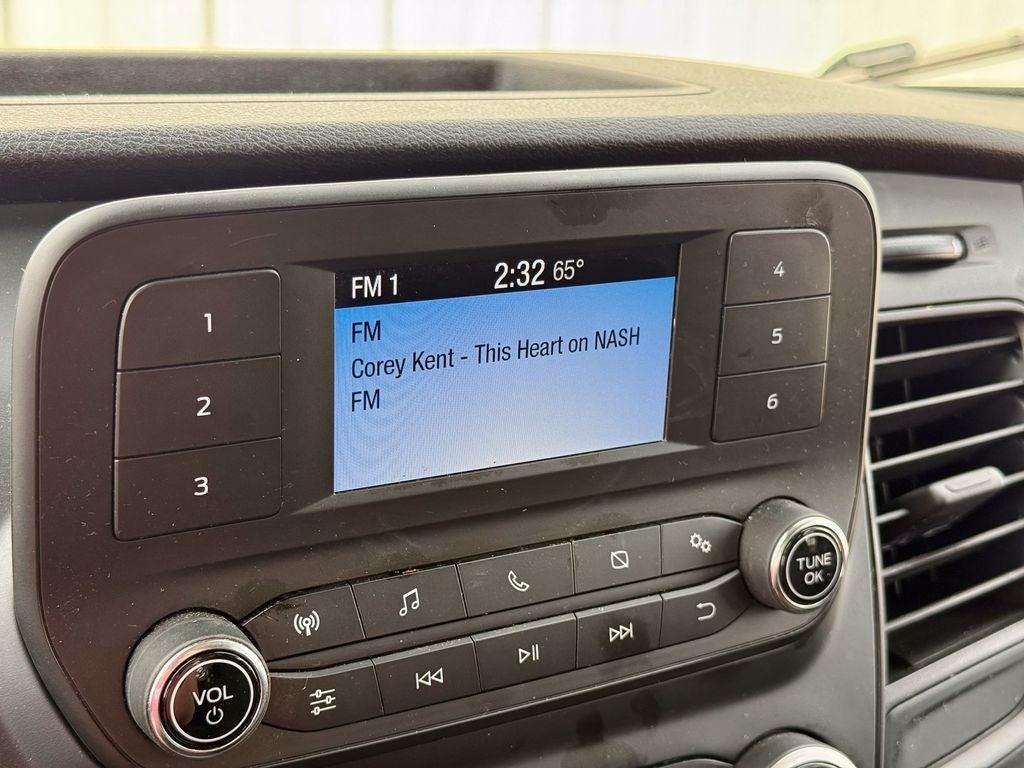 FM 1 2:32 65°
FM
Corey Kent - This Heart on NASH
FM
1
2
3
4
5
6
VOL
TUNE
OK